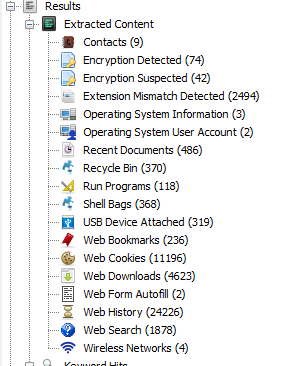 Results
Extracted Content
Contacts (9)
Encryption Detected (74)
Encryption Suspected (42)
Extension Mismatch Detected (2494)
Operating System Information (3)
Operating System User Account (2)
Recent Documents (486)
Recycle Bin (370)
Run Programs (118)
Shell Bags (368)
USB Device Attached (319)
Web Bookmarks (236)
Web Cookies (11196)
Web Downloads (4623)
Web Form Autofill (2)
Web History (24226)
Web Search (1878)
Wireless Networks (4)
Keyword Hits